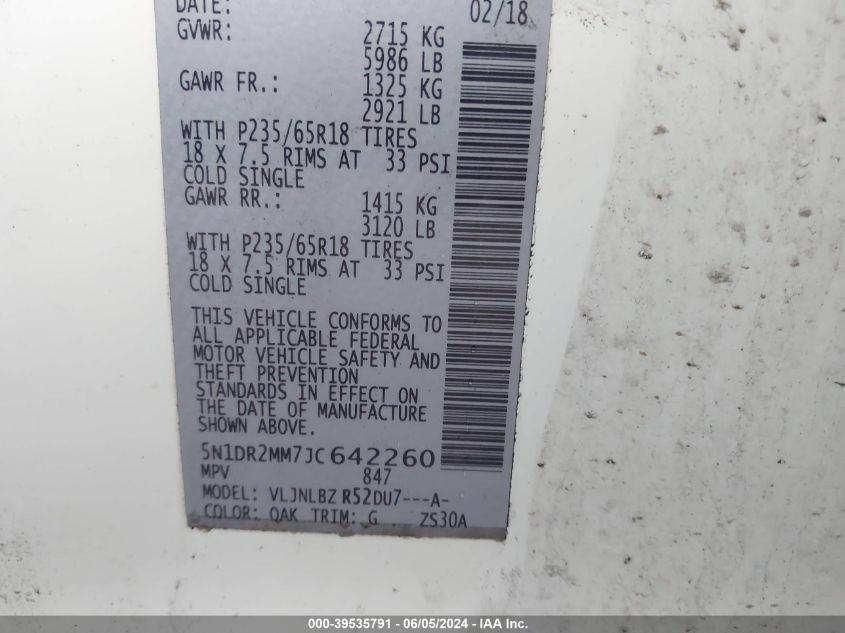 DATE: 02/18
GVWR: 2715 KG
5986 LB
GAWR FR.: 1325 KG
2921 LB
WITH P235/65R18 TIRES
18 X 7.5 RIMS AT 33 PSI
COLD SINGLE
GAWR RR.: 1415 KG
3120 LB
WITH P235/65R18 TIRES
18 X 7.5 RIMS AT 33 PSI
COLD SINGLE
THIS VEHICLE CONFORMS TO
ALL APPLICABLE FEDERAL
MOTOR VEHICLE SAFETY AND
THEFT PREVENTION
STANDARDS IN EFFECT ON
THE DATE OF MANUFACTURE
SHOWN ABOVE.
5N1DR2MM7JC642260
MPV 847
MODEL: VLJNLBZ R52DU7---A-
COLOR: QAK TRIM: G ZS30A
000-39535791 - 06/05/2024 - IAA Inc.